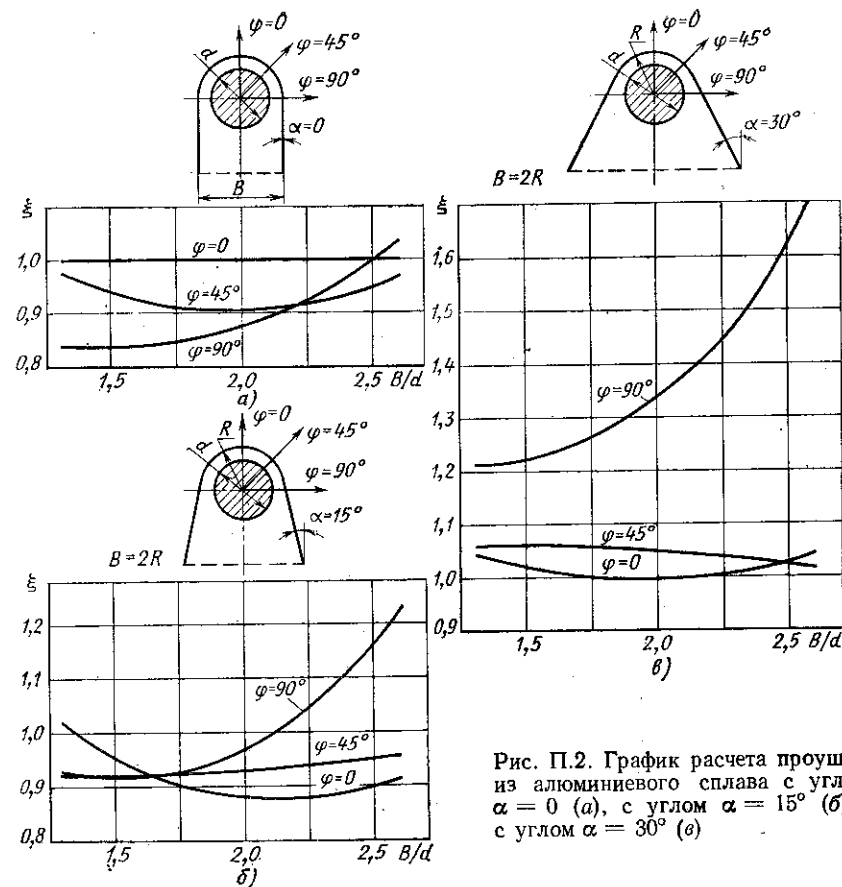 φ=0
φ=45°
φ=90°
d
α=0
B
ξ
1,0
0,9
0,8
φ=0
φ=45°
φ=90°
1,5
2,0
2,5 B/d
а)
φ=0
φ=45°
φ=90°
R
d
α=15°
B=2R
ξ
1,2
1,1
1,0
0,9
0,8
φ=90°
φ=45°
φ=0
1,5
2,0
2,5 B/d
б)
φ=0
φ=45°
φ=90°
R
d
α=30°
B=2R
ξ
1,6
1,5
1,4
1,3
1,2
1,1
1,0
0,9
φ=90°
φ=45°
φ=0
1,5
2,0
2,5 B/d
в)
Рис. П.2. График расчета проуш
из алюминиевого сплава с угл
α = 0 (а), с углом α = 15° (б
с углом α = 30° (в)